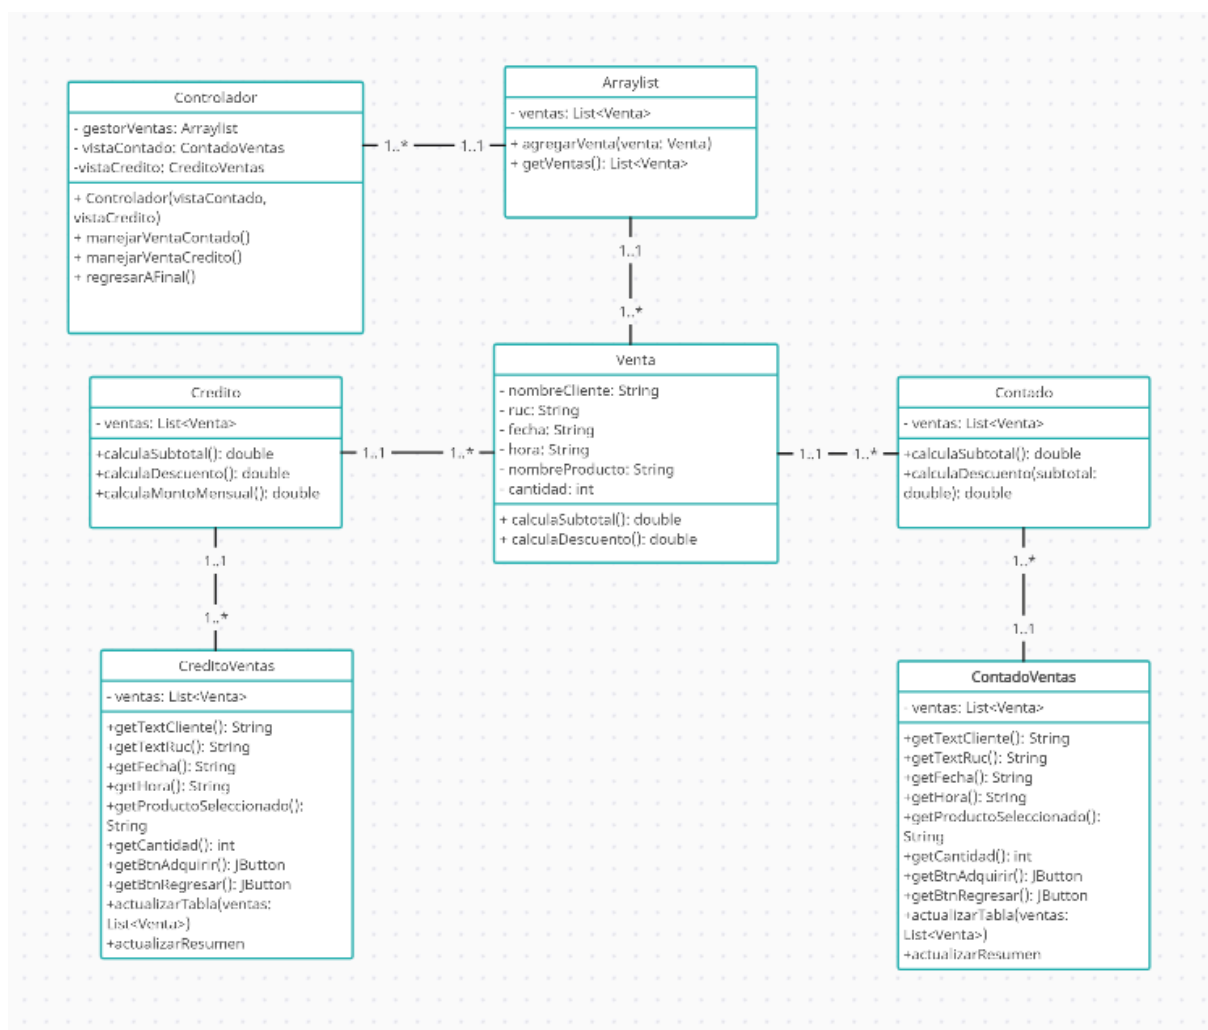 Controlador
- gestorVentas: Arraylist
- vistaContado: ContadoVentas
-vistaCredito: CreditoVentas
+ Controlador(vistaContado,
vistaCredito)
+ manejarVentaContado()
+ manejarVentaCredito()
+ regresarAFinal()
1..*
1..1
Arraylist
- ventas: List<Venta>
+ agregarVenta(venta: Venta)
+ getVentas(): List<Venta>
1..1
1..*
Credito
- ventas: List<Venta>
+calculaSubtotal(): double
+calculaDescuento(): double
+calculaMontoMensual(): double
1..1
1..*
Venta
- nombreCliente: String
- ruc: String
- fecha: String
- hora: String
- nombreProducto: String
- cantidad: int
+ calculaSubtotal(): double
+ calculaDescuento(): double
1..1
1..*
Contado
- ventas: List<Venta>
+calculaSubtotal(): double
+calculaDescuento(subtotal:
double): double
1..1
1..*
CreditoVentas
- ventas: List<Venta>
+getTextCliente(): String
+getTextRuc(): String
+getFecha(): String
+getHora(): String
+getProductoSeleccionado():
String
+getCantidad(): int
+getBtnAdquirir(): JButton
+getBtnRegresar(): JButton
+actualizarTabla(ventas:
List<Venta>)
+actualizarResumen
1..*
1..1
ContadoVentas
- ventas: List<Venta>
+getTextCliente(): String
+getTextRuc(): String
+getFecha(): String
+getHora(): String
+getProductoSeleccionado():
String
+getCantidad(): int
+getBtnAdquirir(): JButton
+getBtnRegresar(): JButton
+actualizarTabla(ventas:
List<Venta>)
+actualizarResumen